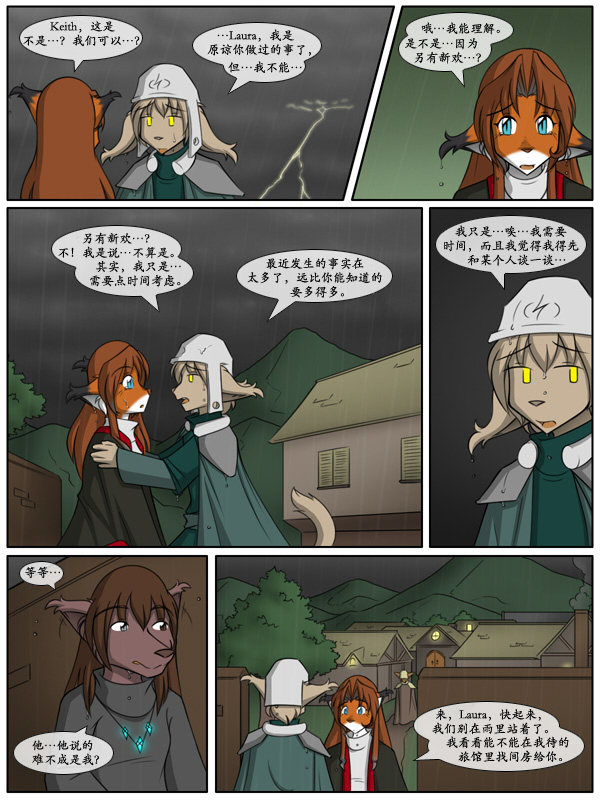 Keith，这是
不是…？我们可以…？
…Laura，我是
原谅你做过的事了，
但…我不能…
哦…我能理解。
是不是…因为
另有新欢…？
另有新欢…？
不！我是说…不算是。
其实，我只是…
需要点时间考虑。
最近发生的事实在
太多了，远比你能知道的
要多得多。
我只是…唉…我需要
时间，而且我觉得我得先
和某个人谈一谈…
等等…
他…他说的
难不成是我？
来，Laura，快起来，
我们别在雨里站着了。
我看看能不能在我待的
旅馆里找间房给你。